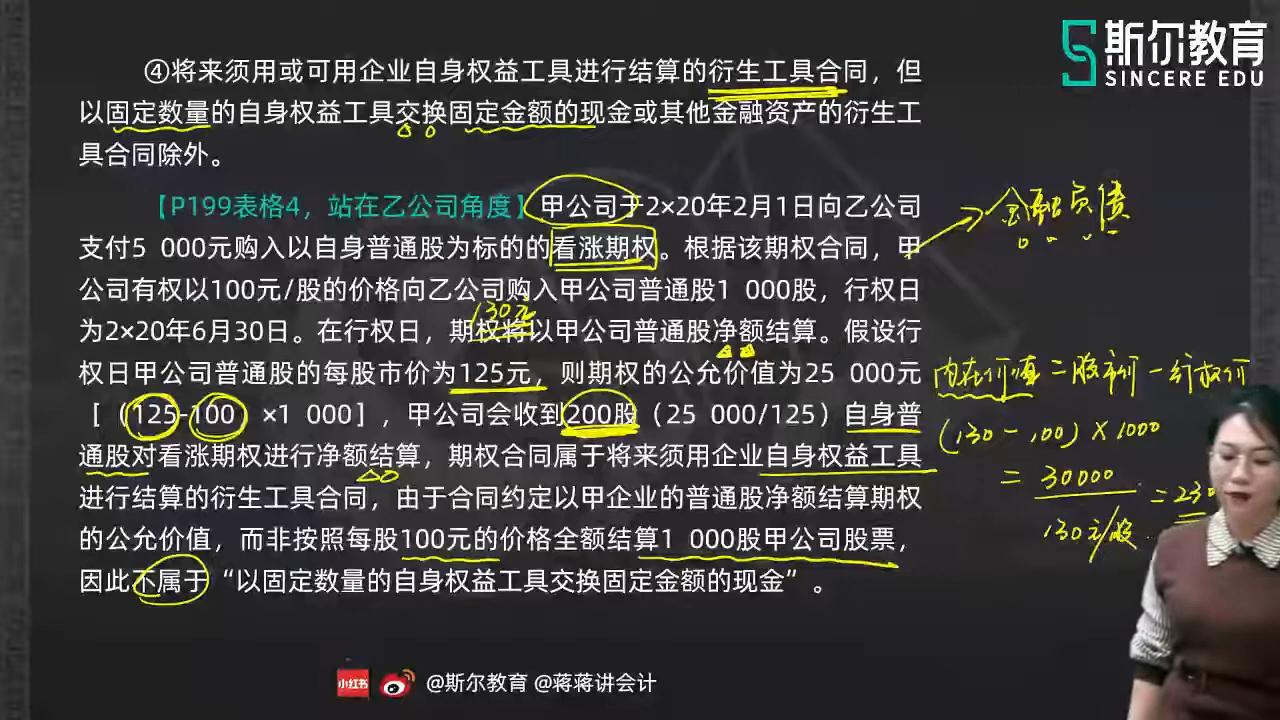 斯尔教育
SINCERE EDU
④将来须用或可用企业自身权益工具进行结算的衍生工具合同，但
以固定数量的自身权益工具交换固定金额的现金或其他金融资产的衍生工
具合同除外。
【P199表格4，站在乙公司角度】甲公司于2×20年2月1日向乙公司
支付5 000元购入以自身普通股为标的的看涨期权。根据该期权合同，甲
公司有权以100元/股的价格向乙公司购入甲公司普通股1 000股，行权日
为2×20年6月30日。在行权日，期权将以甲公司普通股净额结算。假设行
权日甲公司普通股的每股市价为125元，则期权的公允价值为25 000元
[（125-100）×1 000]，甲公司会收到200股（25 000/125）自身普
通股对看涨期权进行净额结算，期权合同属于将来须用企业自身权益工具
进行结算的衍生工具合同，由于合同约定以甲企业的普通股净额结算期权
的公允价值，而非按照每股100元的价格全额结算1 000股甲公司股票，
因此不属于“以固定数量的自身权益工具交换固定金额的现金”。
金融负债
130元
内在价值=股市价-行权价
(130-100)×1000
=30000
130元/股
=230
小红书
@斯尔教育 @蒋蒋讲会计